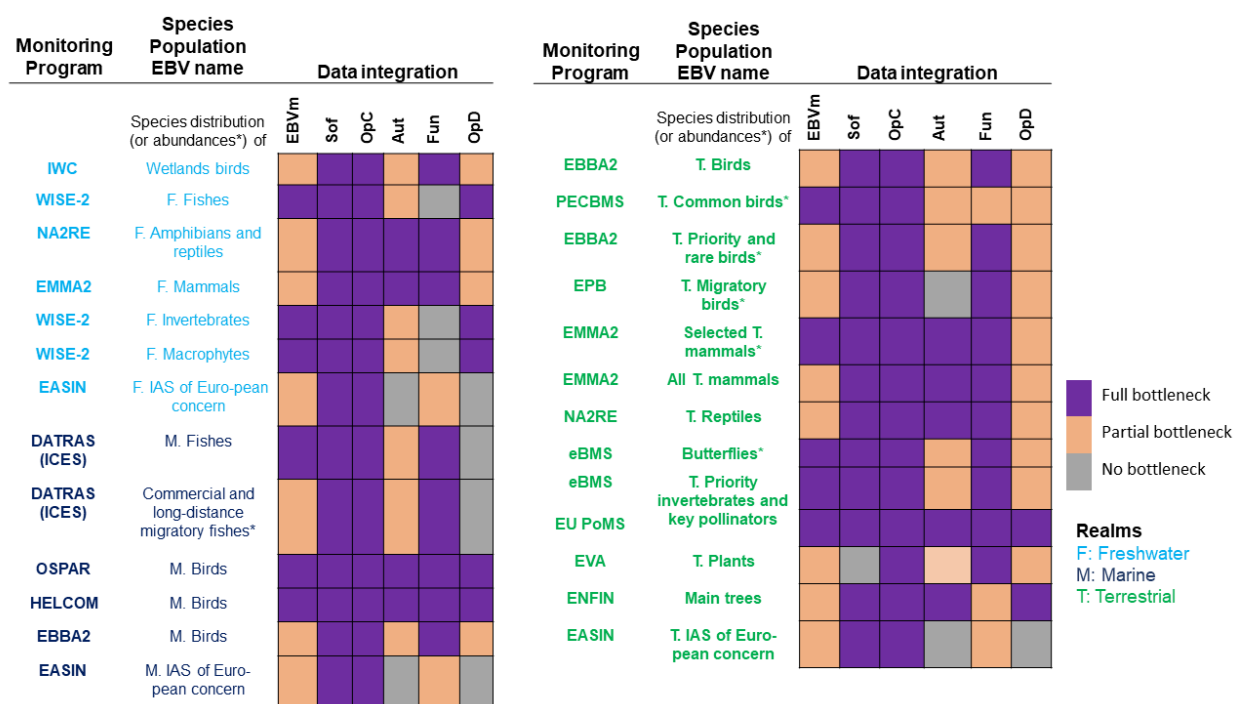 Monitoring
Program
Species
Population
EBV name
Data integration
Species distribution
(or abundances*) of
EBVm
Sof
OpC
Aut
Fun
OpD
IWC
Wetlands birds
WISE-2
F. Fishes
NA2RE
F. Amphibians and
reptiles
EMMA2
F. Mammals
WISE-2
F. Invertebrates
WISE-2
F. Macrophytes
EASIN
F. IAS of Euro-pean
concern
DATRAS
(ICES)
M. Fishes
DATRAS
(ICES)
Commercial and
long-distance
migratory fishes*
OSPAR
M. Birds
HELCOM
M. Birds
EBBA2
M. Birds
EASIN
M. IAS of Euro-
pean concern
Monitoring
Program
Species
Population
EBV name
Data integration
Species distribution
(or abundances*) of
EBVm
Sof
OpC
Aut
Fun
OpD
EBBA2
T. Birds
PECBMS
T. Common birds*
EBBA2
T. Priority and
rare birds*
EPB
T. Migratory
birds*
EMMA2
Selected T.
mammals*
EMMA2
All T. mammals
NA2RE
T. Reptiles
eBMS
Butterflies*
eBMS
T. Priority
invertebrates and
key pollinators
EU PoMS
EVA
T. Plants
ENFIN
Main trees
EASIN
T. IAS of Euro-
pean concern
Full bottleneck
Partial bottleneck
No bottleneck
Realms
F: Freshwater
M: Marine
T: Terrestrial